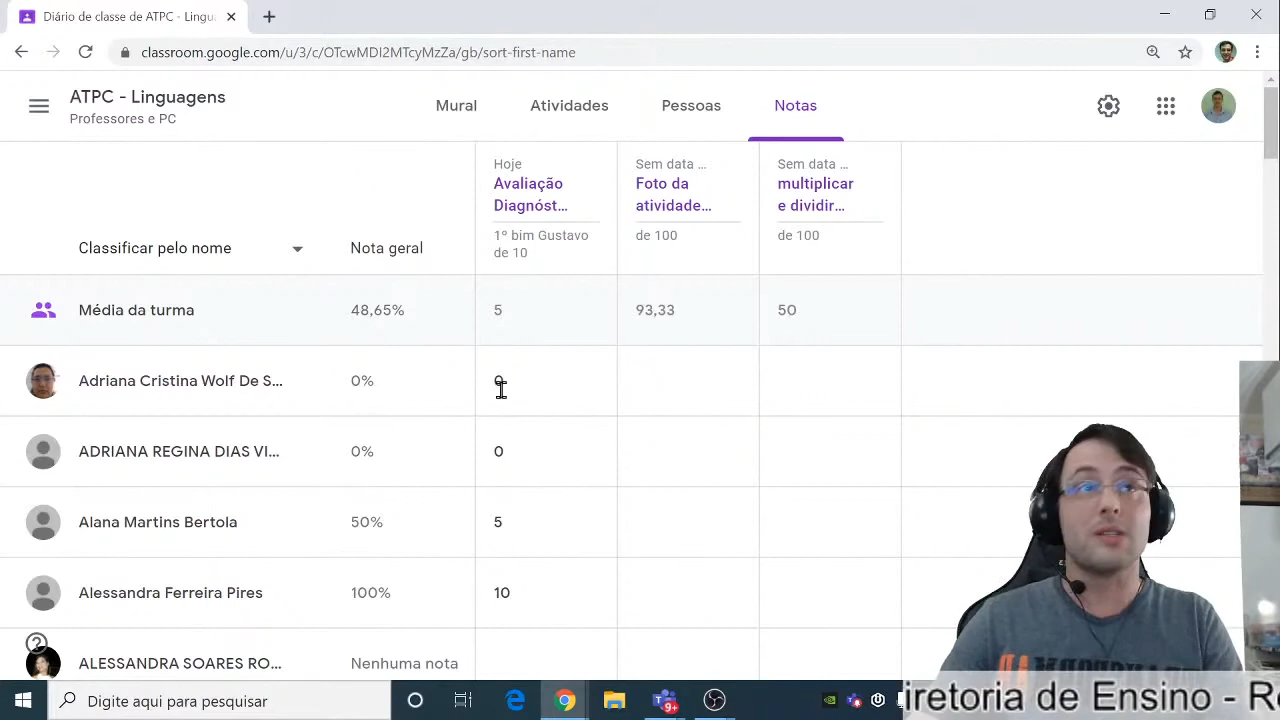 Diário de classe de ATPC - Lingu
classroom.google.com/u/3/c/OTcwMDI2MTcyMzZa/gb/sort-first-name
ATPC - Linguagens
Professores e PC
Mural
Atividades
Pessoas
Notas
Hoje
Avaliação
Diagnóst...
1º bim Gustavo
de 10
Sem data ...
Foto da
atividade...
de 100
Sem data ...
multiplicar
e dividir...
de 100
Classificar pelo nome
Nota geral
Média da turma 48,65% 5 93,33 50
Adriana Cristina Wolf De S... 0% 0
ADRIANA REGINA DIAS VI... 0% 0
Alana Martins Bertola 50% 5
Alessandra Ferreira Pires 100% 10
ALESSANDRA SOARES RO... Nenhuma nota
Digite aqui para pesquisar
9+
iretoria de Ensino - Re